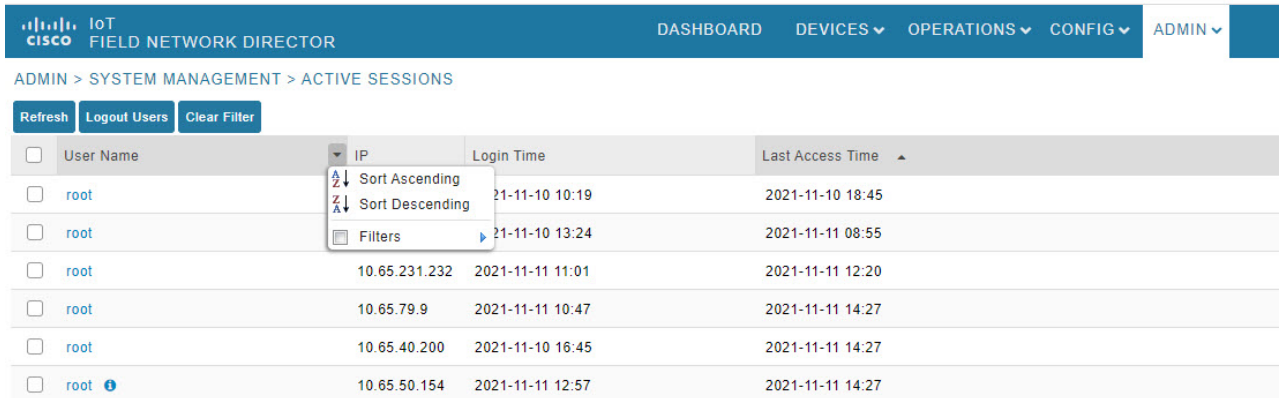 CISCO IoT
FIELD NETWORK DIRECTOR
DASHBOARD DEVICES OPERATIONS CONFIG ADMIN
ADMIN > SYSTEM MANAGEMENT > ACTIVE SESSIONS
Refresh Logout Users Clear Filter
User Name IP Login Time Last Access Time
Sort Ascending
root 21-11-10 10:19 2021-11-10 18:45
Sort Descending
root 21-11-10 13:24 2021-11-11 08:55
Filters
root 10.65.231.232 2021-11-11 11:01 2021-11-11 12:20
root 10.65.79.9 2021-11-11 10:47 2021-11-11 14:27
root 10.65.40.200 2021-11-10 16:45 2021-11-11 14:27
root 10.65.50.154 2021-11-11 12:57 2021-11-11 14:27